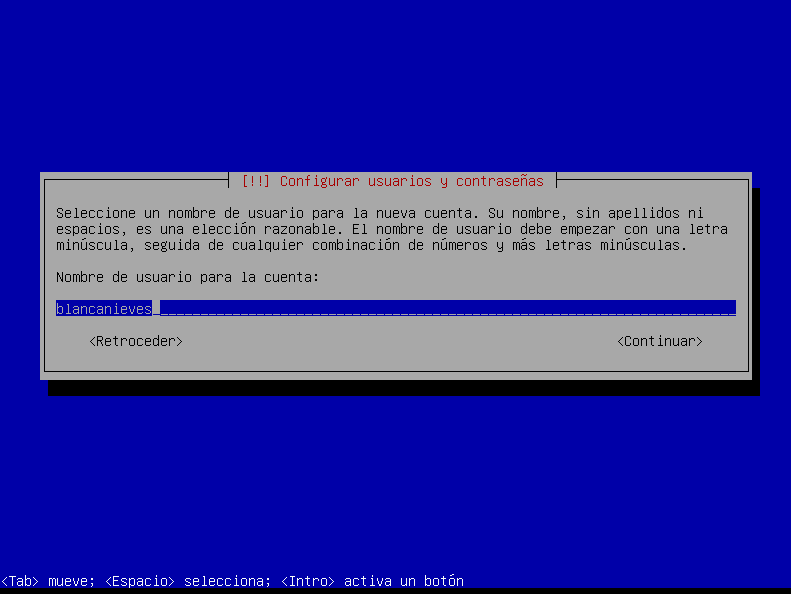 [!!] Configurar usuarios y contraseñas
Seleccione un nombre de usuario para la nueva cuenta. Su nombre, sin apellidos ni
espacios, es una elección razonable. El nombre de usuario debe empezar con una letra
minúscula, seguida de cualquier combinación de números y más letras minúsculas.
Nombre de usuario para la cuenta:
blancanieves
<Retroceder> <Continuar>
<Tab> mueve; <Espacio> selecciona; <Intro> activa un botón